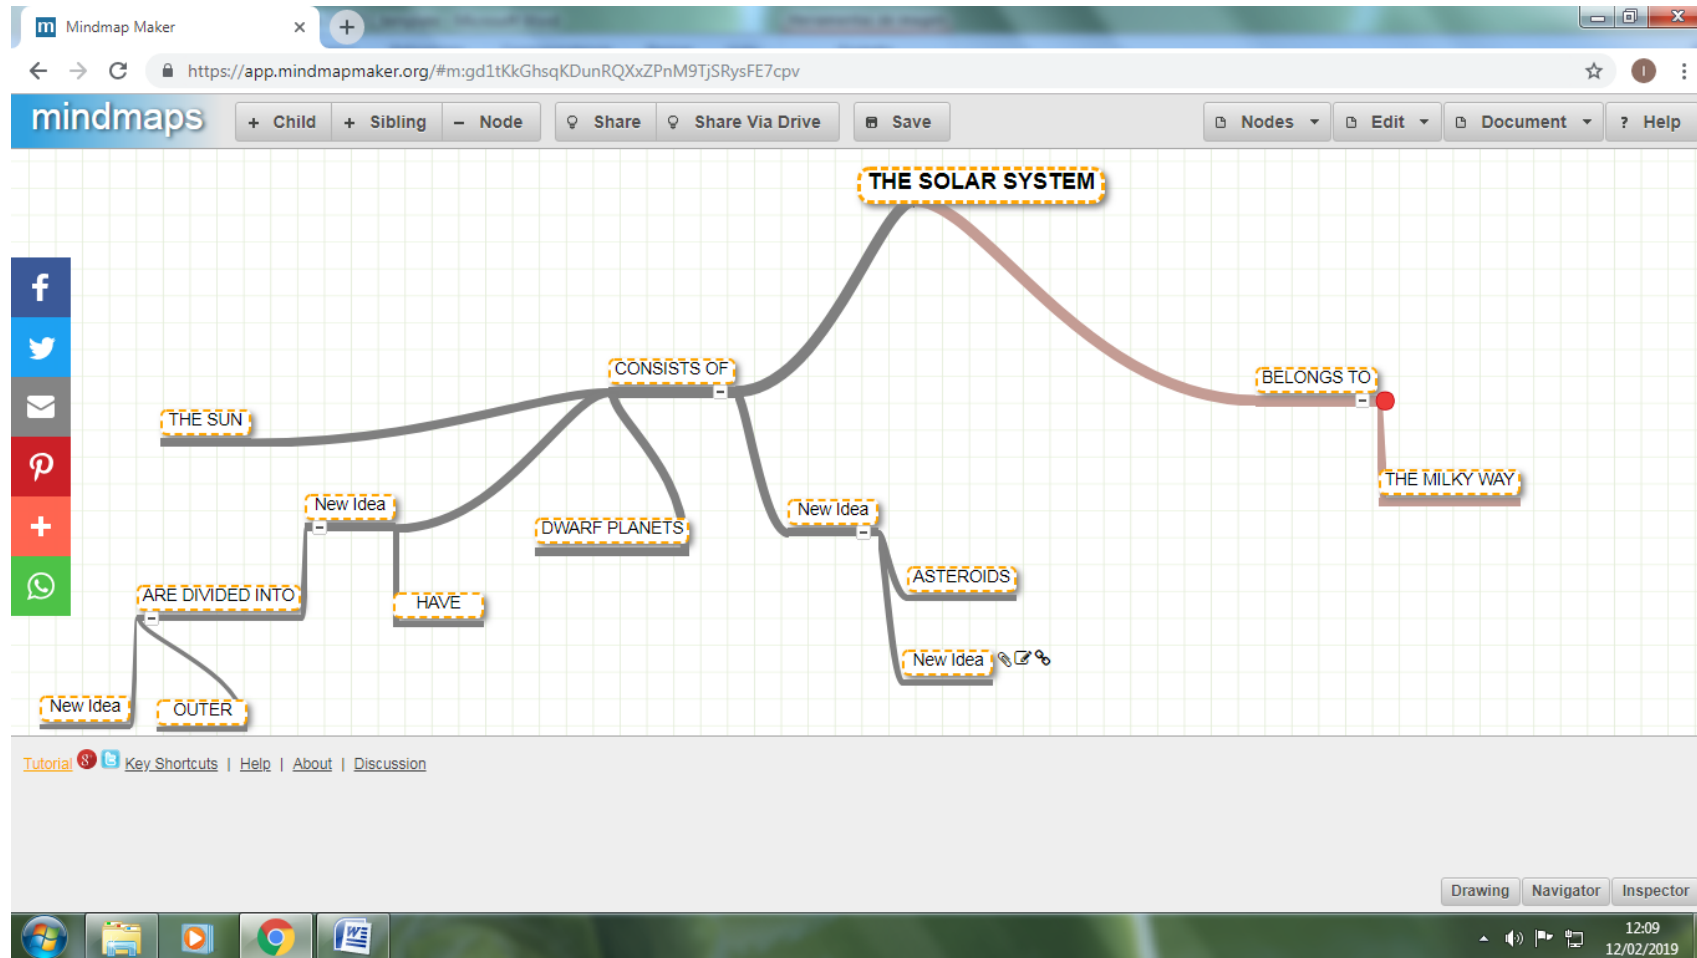 Mindmap Maker
https://app.mindmapmaker.org/#m:gd1tKkGhsqKDunRQXxZPnM9TjSRysFE7cpv
I
mindmaps
+ Child + Sibling − Node Share Share Via Drive Save Nodes Edit Document ? Help
THE SOLAR SYSTEM
CONSISTS OF
BELONGS TO
THE SUN
THE MILKY WAY
New Idea
New Idea
DWARF PLANETS
ASTEROIDS
ARE DIVIDED INTO
HAVE
New Idea
New Idea
OUTER
Tutorial Key Shortcuts | Help | About | Discussion
Drawing Navigator Inspector
12:09
12/02/2019